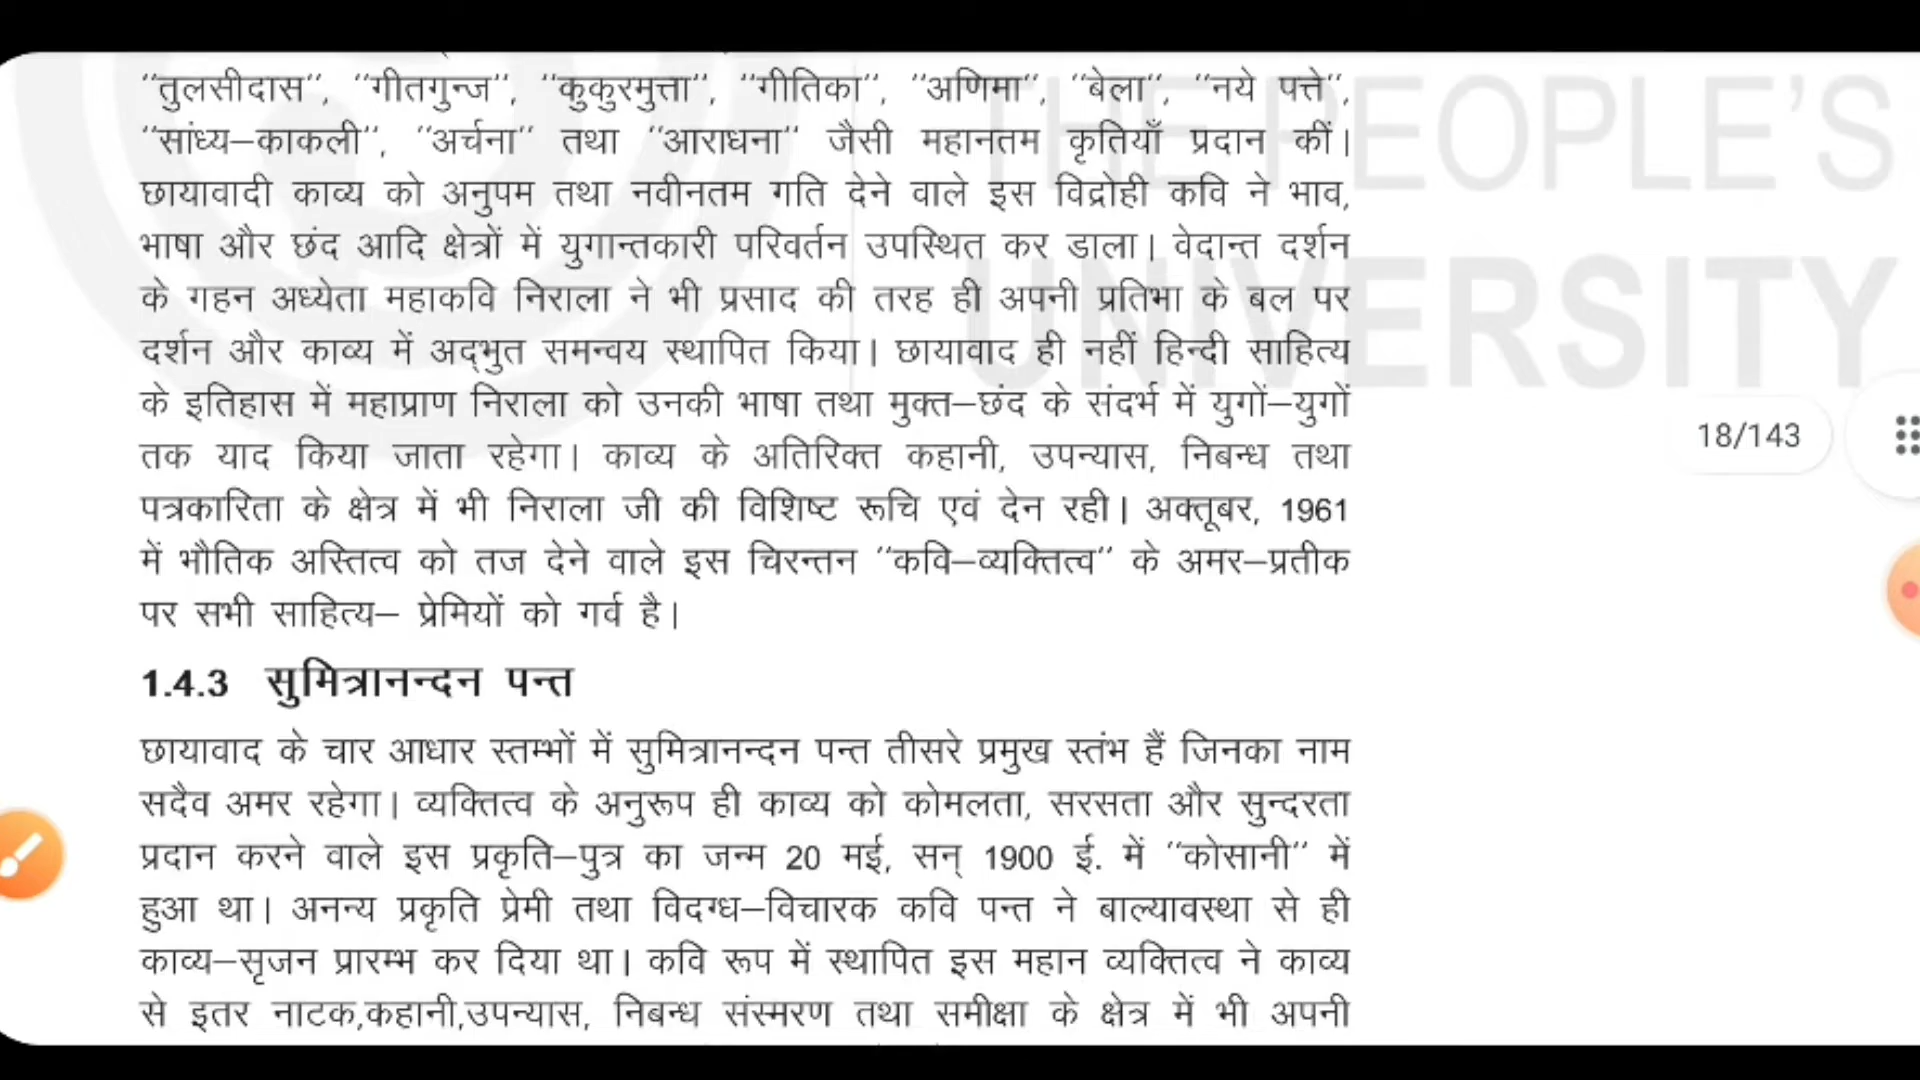 ‘‘तुलसीदास’’, ‘‘गीतगुन्ज’’, ‘‘कुकुरमुत्ता’’, ‘‘गीतिका’’, ‘‘अणिमा’’, ‘‘बेला’’, ‘‘नये पत्ते’’,
‘‘सांध्य–काकली’’, ‘‘अर्चना’’ तथा ‘‘आराधना’’ जैसी महानतम कृतियाँ प्रदान कीं।
छायावादी काव्य को अनुपम तथा नवीनतम गति देने वाले इस विद्रोही कवि ने भाव,
भाषा और छंद आदि क्षेत्रों में युगान्तकारी परिवर्तन उपस्थित कर डाला। वेदान्त दर्शन
के गहन अध्येता महाकवि निराला ने भी प्रसाद की तरह ही अपनी प्रतिभा के बल पर
दर्शन और काव्य में अद्‌भुत समन्वय स्थापित किया। छायावाद ही नहीं हिन्दी साहित्य
के इतिहास में महाप्राण निराला को उनकी भाषा तथा मुक्त–छंद के संदर्भ में युगों–युगों
तक याद किया जाता रहेगा। काव्य के अतिरिक्त कहानी, उपन्यास, निबन्ध तथा
पत्रकारिता के क्षेत्र में भी निराला जी की विशिष्ट रूचि एवं देन रही। अक्तूबर, 1961
में भौतिक अस्तित्व को तज देने वाले इस चिरन्तन ‘‘कवि–व्यक्तित्व’’ के अमर–प्रतीक
पर सभी साहित्य– प्रेमियों को गर्व है।
1.4.3 सुमित्रानन्दन पन्त
छायावाद के चार आधार स्तम्भों में सुमित्रानन्दन पन्त तीसरे प्रमुख स्तंभ हैं जिनका नाम
सदैव अमर रहेगा। व्यक्तित्व के अनुरूप ही काव्य को कोमलता, सरसता और सुन्दरता
प्रदान करने वाले इस प्रकृति–पुत्र का जन्म 20 मई, सन् 1900 ई. में ‘‘कोसानी’’ में
हुआ था। अनन्य प्रकृति प्रेमी तथा विदग्ध–विचारक कवि पन्त ने बाल्यावस्था से ही
काव्य–सृजन प्रारम्भ कर दिया था। कवि रूप में स्थापित इस महान व्यक्तित्व ने काव्य
से इतर नाटक,कहानी,उपन्यास, निबन्ध संस्मरण तथा समीक्षा के क्षेत्र में भी अपनी
THE PEOPLE'S
UNIVERSITY
18/143